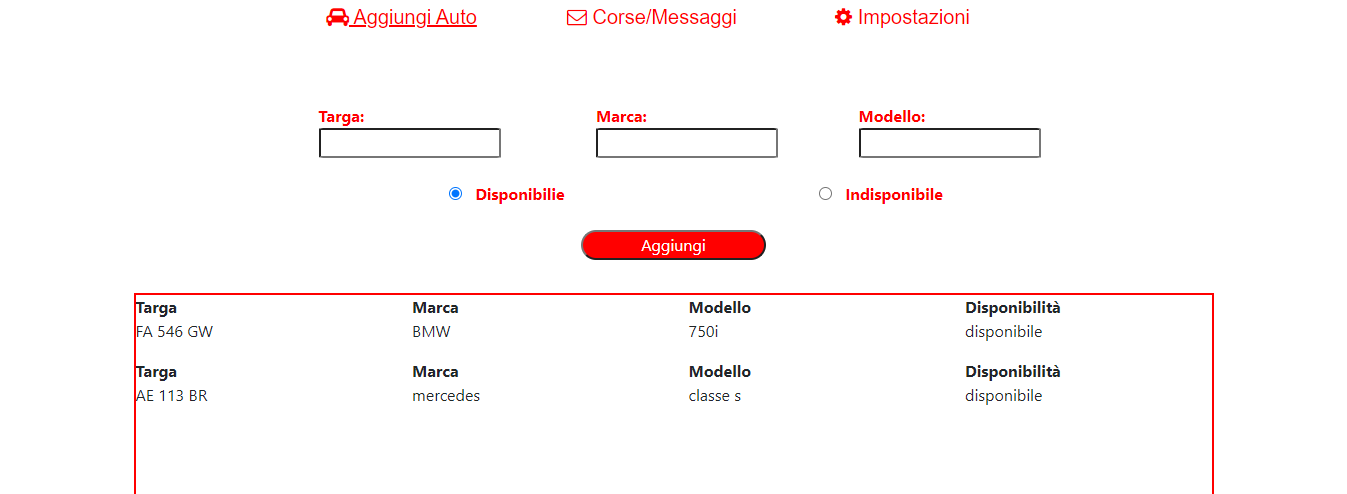 Aggiungi Auto Corse/Messaggi Impostazioni
Targa: Marca: Modello:
Disponibilie Indisponibile
Aggiungi
Targa Marca Modello Disponibilità
FA 546 GW BMW 750i disponibile
Targa Marca Modello Disponibilità
AE 113 BR mercedes classe s disponibile